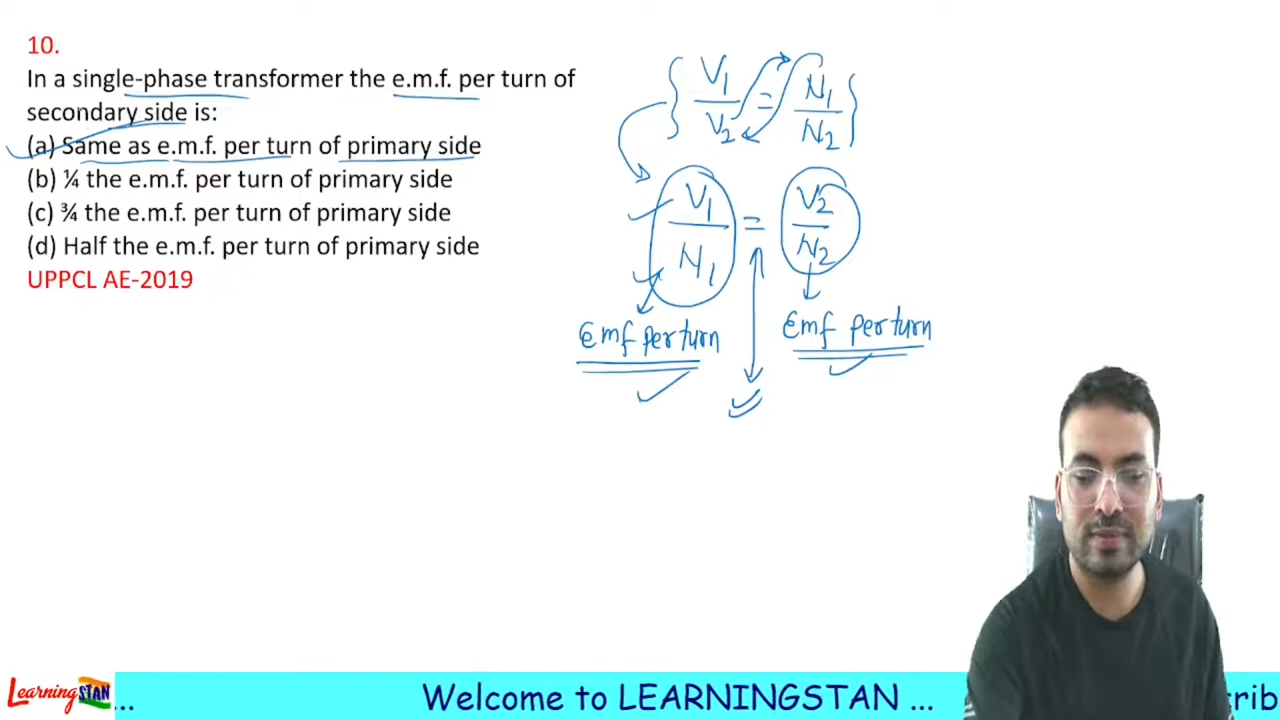 10.
In a single-phase transformer the e.m.f. per turn of
secondary side is:
(a) Same as e.m.f. per turn of primary side
(b) ¼ the e.m.f. per turn of primary side
(c) ¾ the e.m.f. per turn of primary side
(d) Half the e.m.f. per turn of primary side
UPPCL AE-2019
{ V₁/V₂ = N₁/N₂ }
V₁/N₁ = V₂/N₂
Emf per turn
Emf per turn
LearningSTAN
... Welcome to LEARNINGSTAN ...
scrib